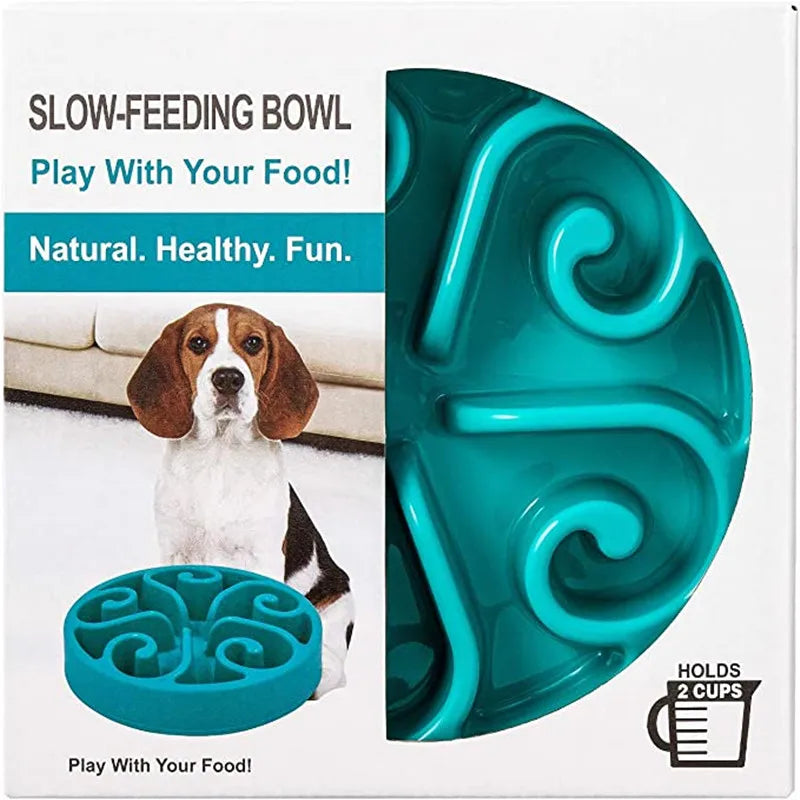 SLOW-FEEDING BOWL
Play With Your Food!
Natural. Healthy. Fun.
Play With Your Food!
HOLDS
2 CUPS